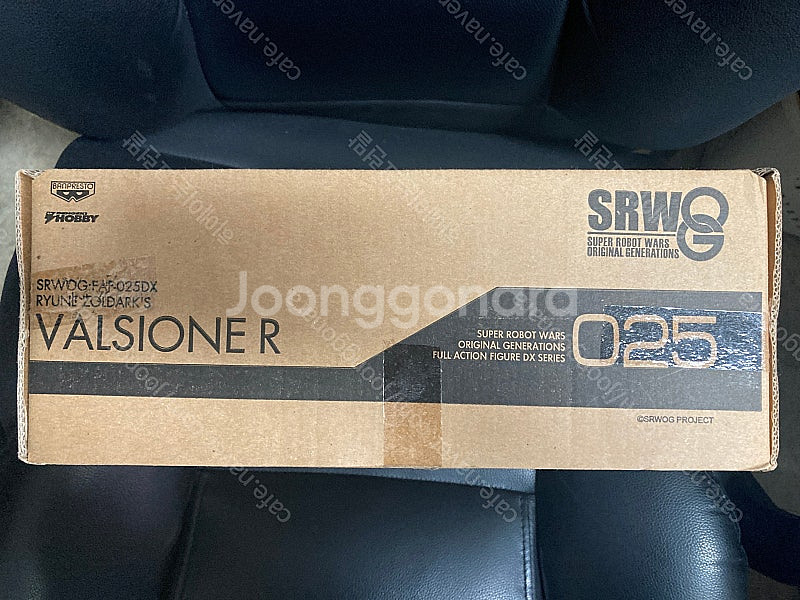 BANPRESTO
HOBBY
SRWOG
SUPER ROBOT WARS
ORIGINAL GENERATIONS
SRWOG-FAF-025DX
RYUNE ZOLDARK'S
VALSIONE R
SUPER ROBOT WARS
ORIGINAL GENERATIONS
FULL ACTION FIGURE DX SERIES
025
©SRWOG PROJECT
Joonggonara